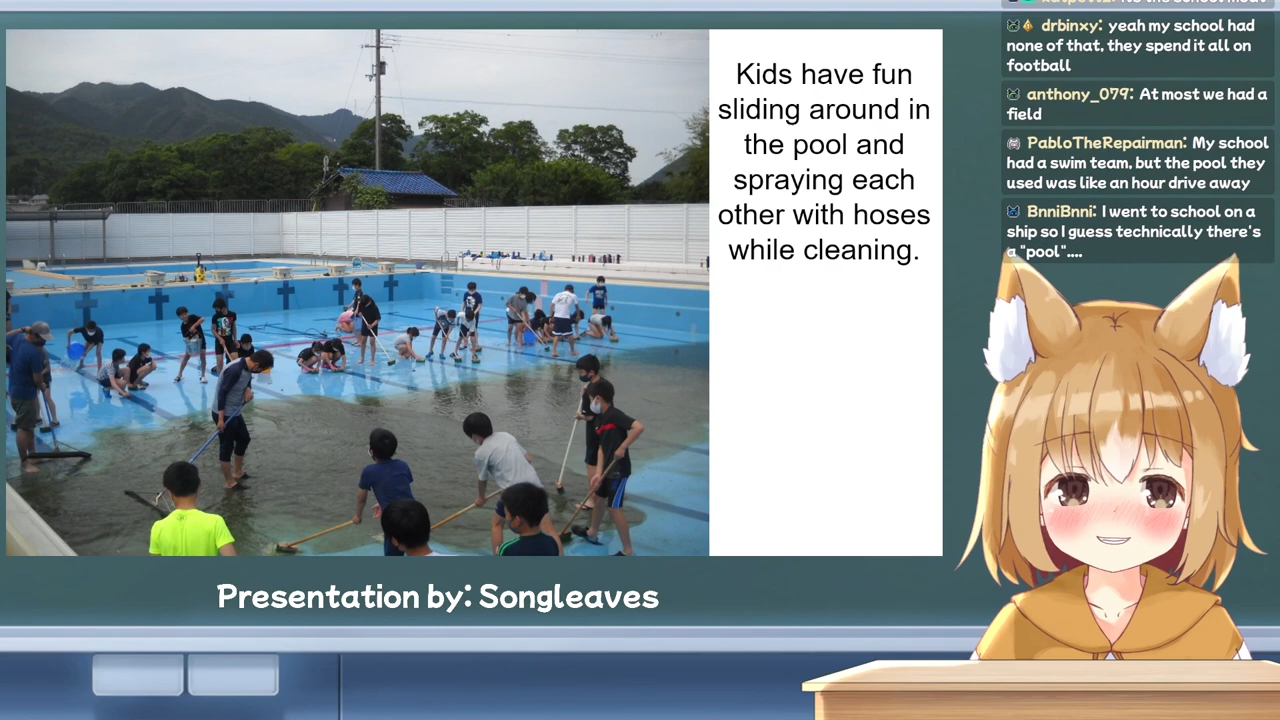 Kids have fun
sliding around in
the pool and
spraying each
other with hoses
while cleaning.
Presentation by: Songleaves
drbinxy: yeah my school had
none of that, they spend it all on
football
anthony_079: At most we had a
field
PabloTheRepairman: My school
had a swim team, but the pool they
used was like an hour drive away
BnniBnni: I went to school on a
ship so I guess technically there's
a "pool"....